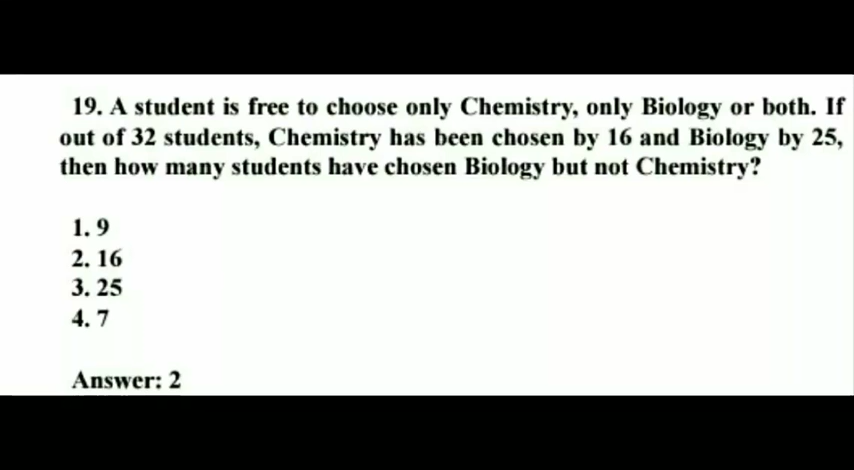 19. A student is free to choose only Chemistry, only Biology or both. If
out of 32 students, Chemistry has been chosen by 16 and Biology by 25,
then how many students have chosen Biology but not Chemistry?
1. 9
2. 16
3. 25
4. 7
Answer: 2